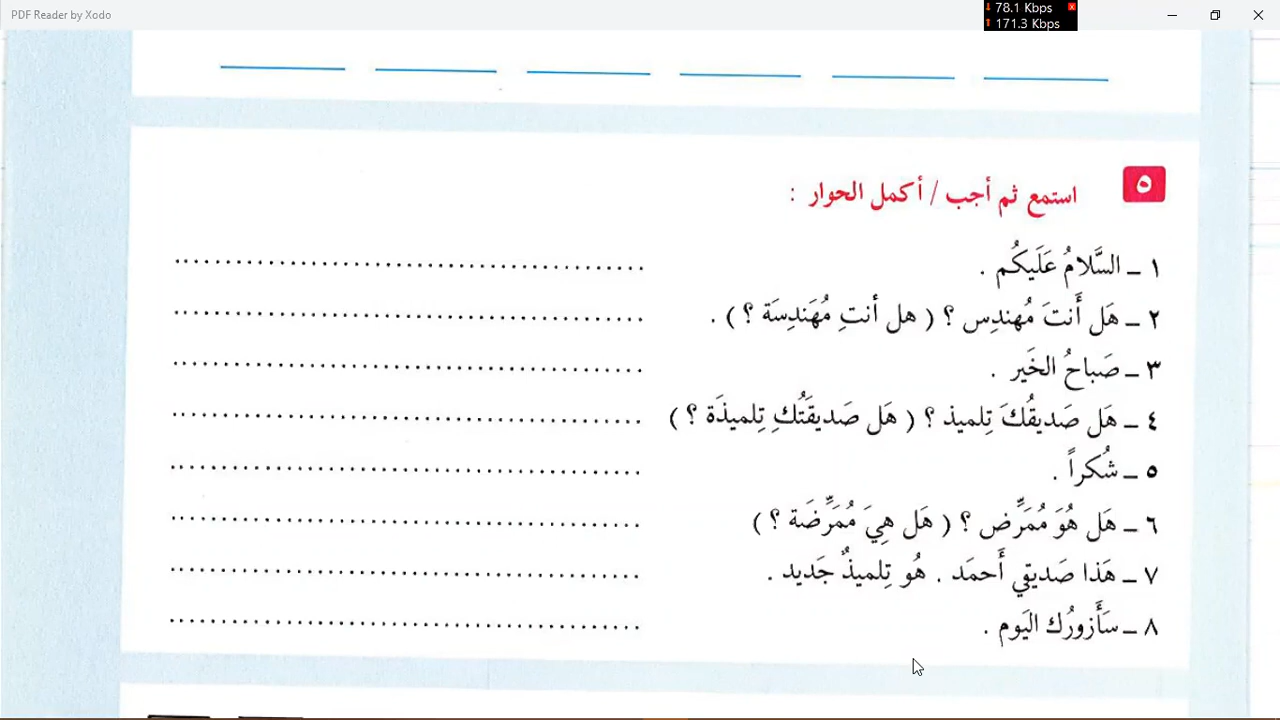 PDF Reader by Xodo
↓ 78.1 Kbps x
↑ 171.3 Kbps
٥ استمع ثم أجب / أكمل الحوار :
١ ـ السَّلامُ عَلَيكُم . ........................................
٢ ـ هَل أَنتَ مُهندِس ؟ ( هل أنتِ مُهَندِسَة ؟ ) . ........................................
٣ ـ صَباحُ الخَير . ........................................
٤ ـ هَل صَديقُكَ تِلميذ ؟ ( هَل صَديقَتُكِ تِلميذَة ؟ ) ........................................
٥ ـ شُكراً . ........................................
٦ ـ هَل هُوَ مُمَرِّض ؟ ( هَل هِيَ مُمَرِّضَة ؟ ) ........................................
٧ ـ هَذا صَديقي أَحمَد . هُو تِلميذٌ جَديد . ........................................
٨ ـ سَأَزورُك اليَوم . ........................................